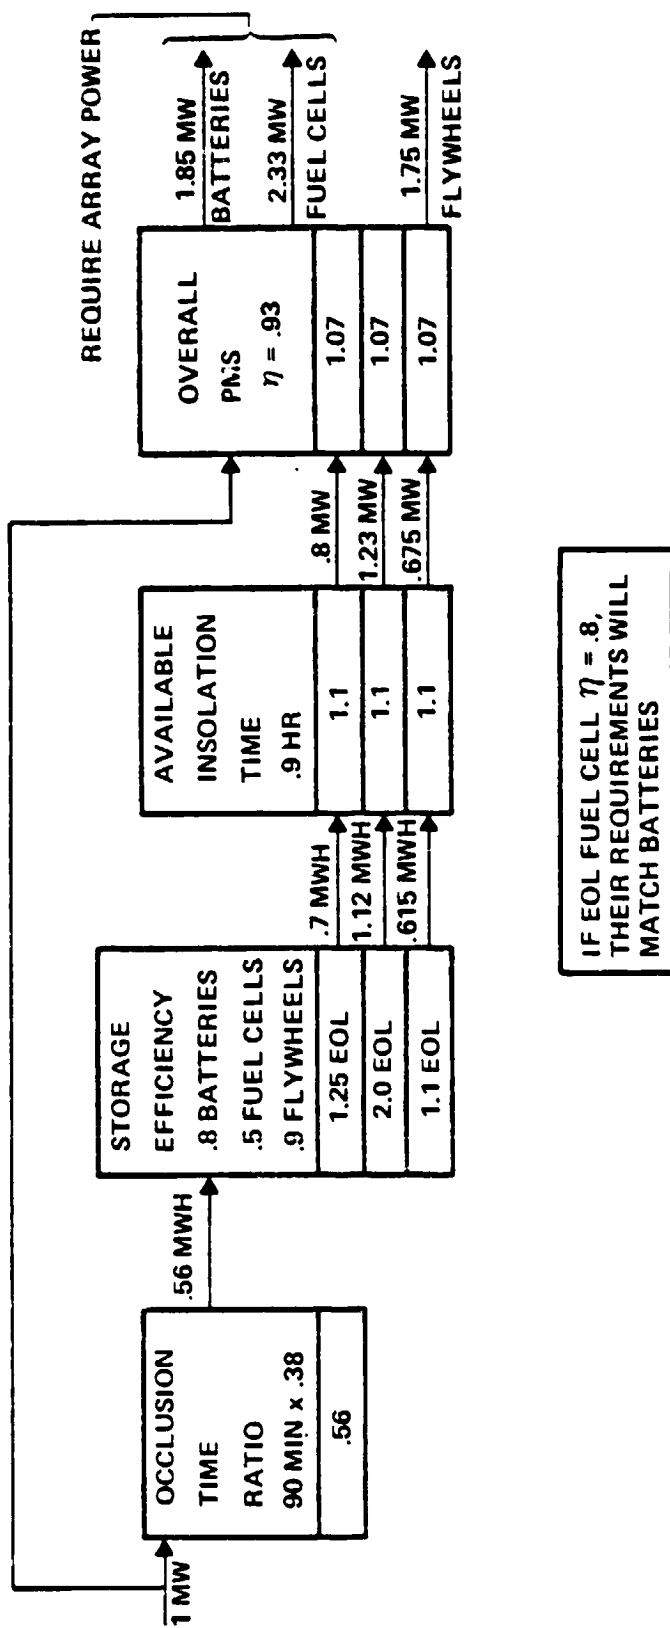 REQUIRE ARRAY POWER
1 MW
OCCLUSION
TIME
RATIO
90 MIN x .38
.56
.56 MWH
STORAGE
EFFICIENCY
.8 BATTERIES
.5 FUEL CELLS
.9 FLYWHEELS
1.25 EOL
2.0 EOL
1.1 EOL
.7 MWH
1.12 MWH
.615 MWH
AVAILABLE
INSOLATION
TIME
.9 HR
1.1
1.1
1.1
.8 MW
1.23 MW
.675 MW
OVERALL
PMS
η = .93
1.07
1.07
1.07
1.85 MW
BATTERIES
2.33 MW
FUEL CELLS
1.75 MW
FLYWHEELS
IF EOL FUEL CELL η = .8,
THEIR REQUIREMENTS WILL
MATCH BATTERIES